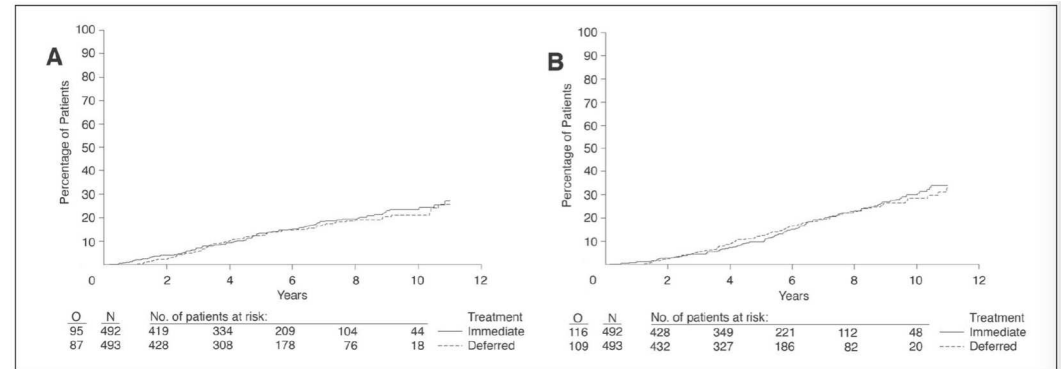 A
Percentage of Patients
100
90
80
70
60
50
40
30
20
10
0
2 4 6 8 10 12
Years
O N No. of patients at risk: Treatment
95 492 419 334 209 104 44 Immediate
87 493 428 308 178 76 18 Deferred
B
Percentage of Patients
100
90
80
70
60
50
40
30
20
10
0
2 4 6 8 10 12
Years
O N No. of patients at risk: Treatment
116 492 428 349 221 112 48 Immediate
109 493 432 327 186 82 20 Deferred